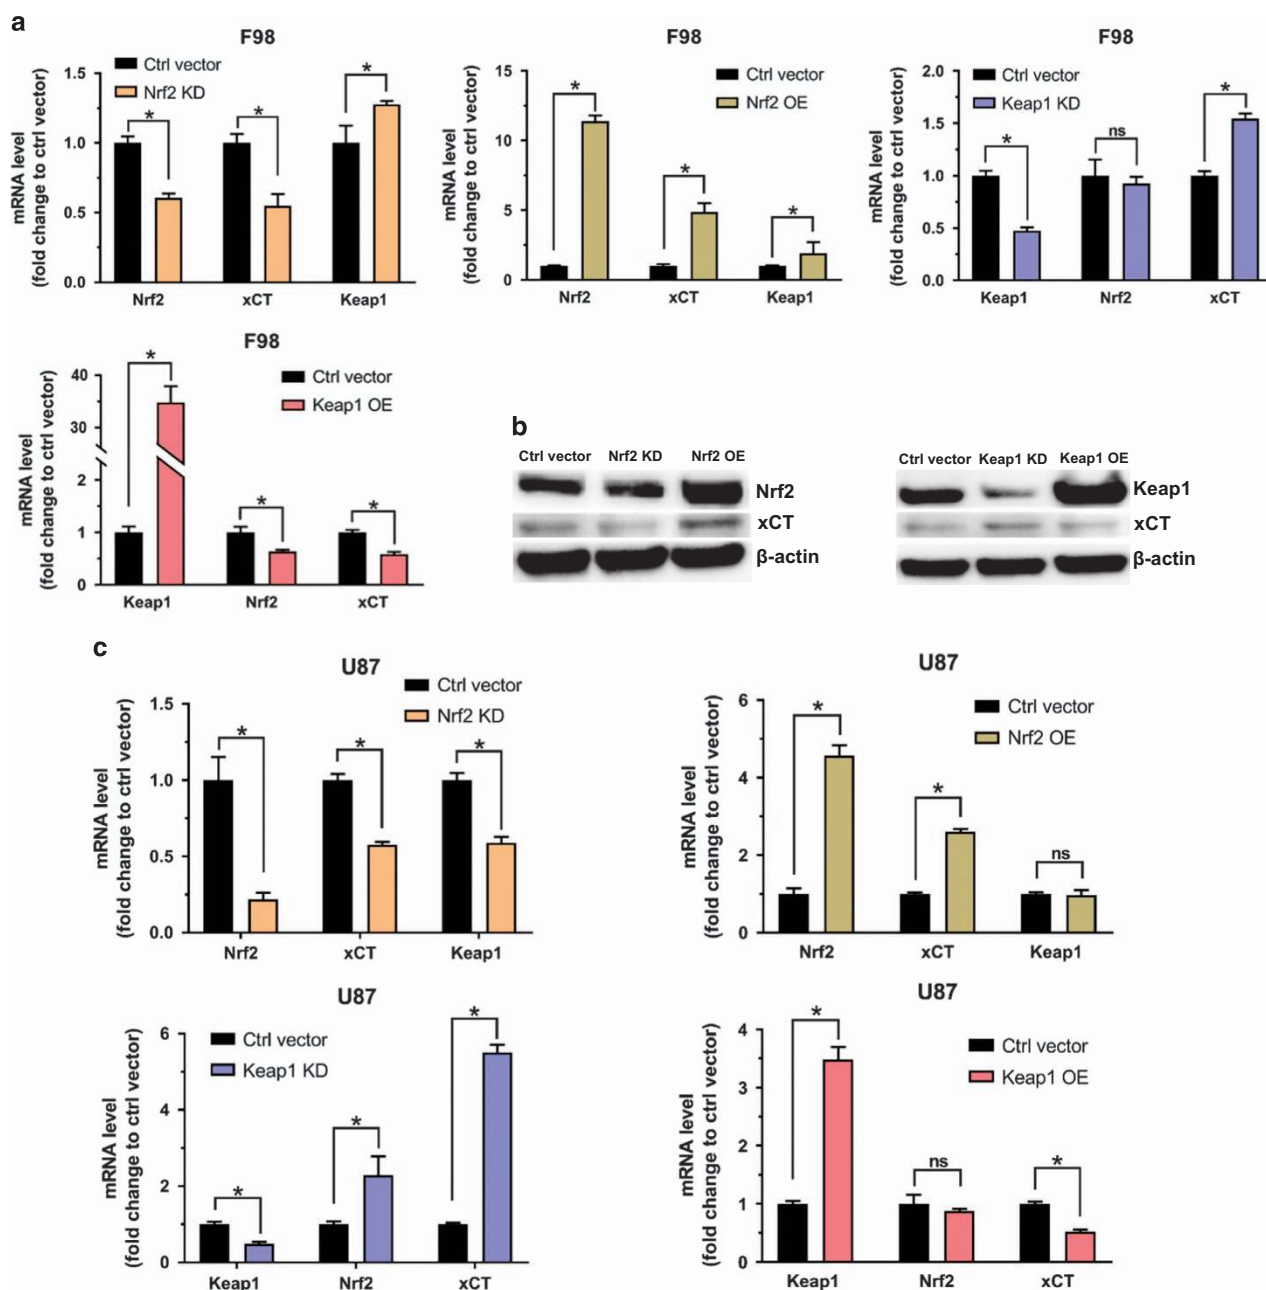 a
F98
Ctrl vector
Nrf2 KD
mRNA level
(fold change to ctrl vector)
1.5
1.0
0.5
0.0
*
*
*
Nrf2 xCT Keap1
F98
Ctrl vector
Nrf2 OE
mRNA level
(fold change to ctrl vector)
15
10
5
0
*
*
*
Nrf2 xCT Keap1
F98
Ctrl vector
Keap1 KD
mRNA level
(fold change to ctrl vector)
2.0
1.5
1.0
0.5
0.0
*
ns
*
Keap1 Nrf2 xCT
F98
Ctrl vector
Keap1 OE
mRNA level
(fold change to ctrl vector)
40
30
2
1
0
*
*
*
Keap1 Nrf2 xCT
b
Ctrl vector Nrf2 KD Nrf2 OE
Nrf2
xCT
β-actin
Ctrl vector Keap1 KD Keap1 OE
Keap1
xCT
β-actin
c
U87
Ctrl vector
Nrf2 KD
mRNA level
(fold change to ctrl vector)
1.5
1.0
0.5
0.0
*
*
*
Nrf2 xCT Keap1
U87
Ctrl vector
Nrf2 OE
mRNA level
(fold change to ctrl vector)
6
4
2
0
*
*
ns
Nrf2 xCT Keap1
U87
Ctrl vector
Keap1 KD
mRNA level
(fold change to ctrl vector)
6
4
2
0
*
*
*
Keap1 Nrf2 xCT
U87
Ctrl vector
Keap1 OE
mRNA level
(fold change to ctrl vector)
4
3
2
1
0
*
ns
*
Keap1 Nrf2 xCT